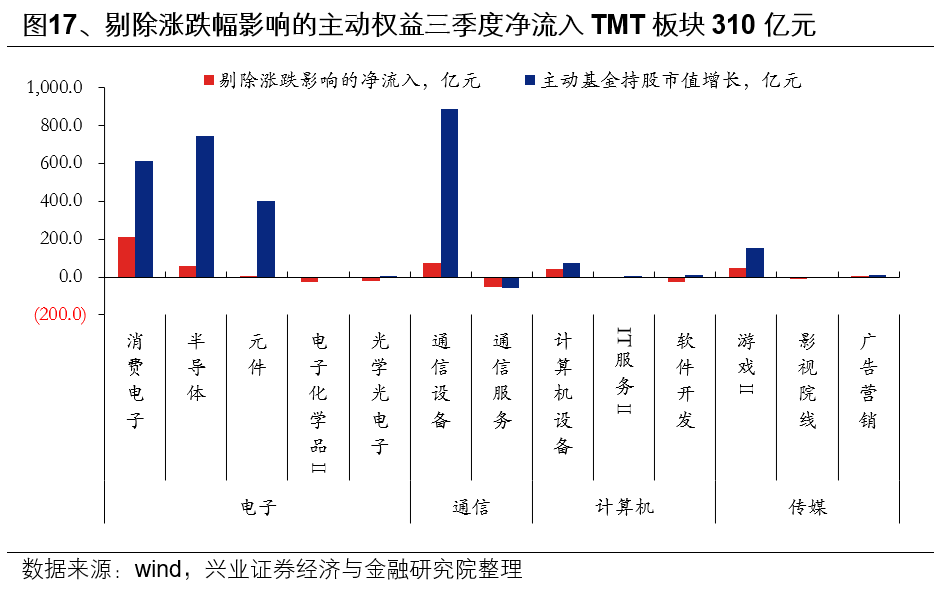 图17、剔除涨跌幅影响的主动权益三季度净流入 TMT 板块 310 亿元
剔除涨跌影响的净流入，亿元
主动基金持股市值增长，亿元
1,000.0
800.0
600.0
400.0
200.0
0.0
(200.0)
消费电子
半导体
元件
电子化学品II
光学光电子
通信设备
通信服务
计算机设备
IT服务II
软件开发
游戏II
影视院线
广告营销
电子
通信
计算机
传媒
数据来源：wind，兴业证券经济与金融研究院整理